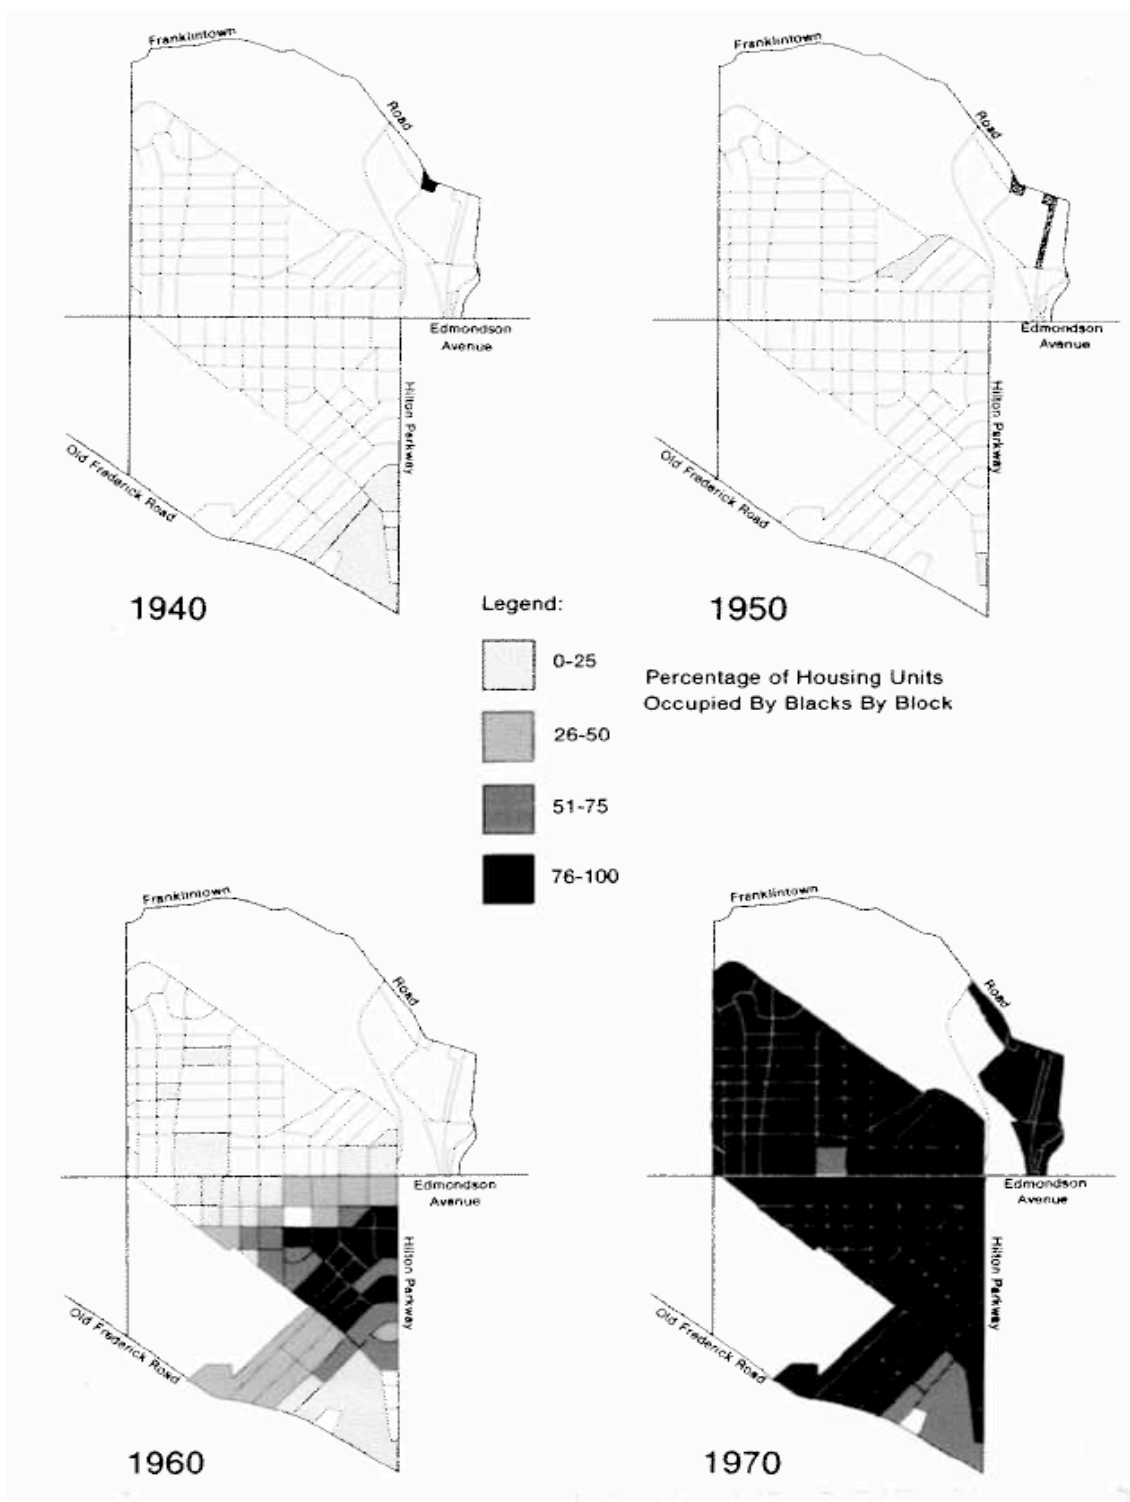 Franklintown
Road
Edmondson
Avenue
Hilton Parkway
Old Frederick Road
1940
Franklintown
Road
Edmondson
Avenue
Hilton Parkway
Old Frederick Road
1950
Legend:
0-25
26-50
51-75
76-100
Percentage of Housing Units
Occupied By Blacks By Block
Franklintown
Road
Edmondson
Avenue
Hilton Parkway
Old Frederick Road
1960
Franklintown
Road
Edmondson
Avenue
Hilton Parkway
Old Frederick Road
1970